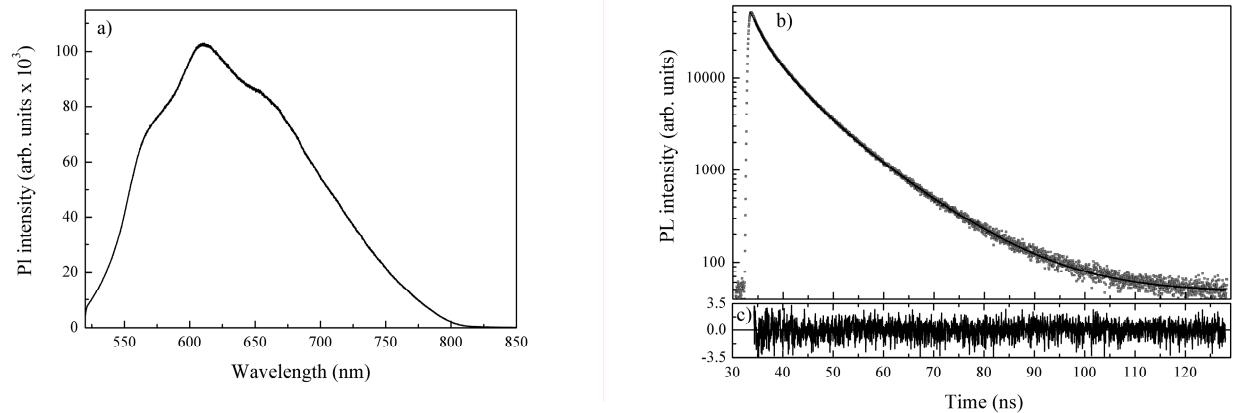 a)
Pl intensity (arb. units x 10³)
100
80
60
40
20
0
550 600 650 700 750 800 850
Wavelength (nm)
b)
PL intensity (arb. units)
10000
1000
100
c)
3.5
0.0
-3.5
30 40 50 60 70 80 90 100 110 120
Time (ns)